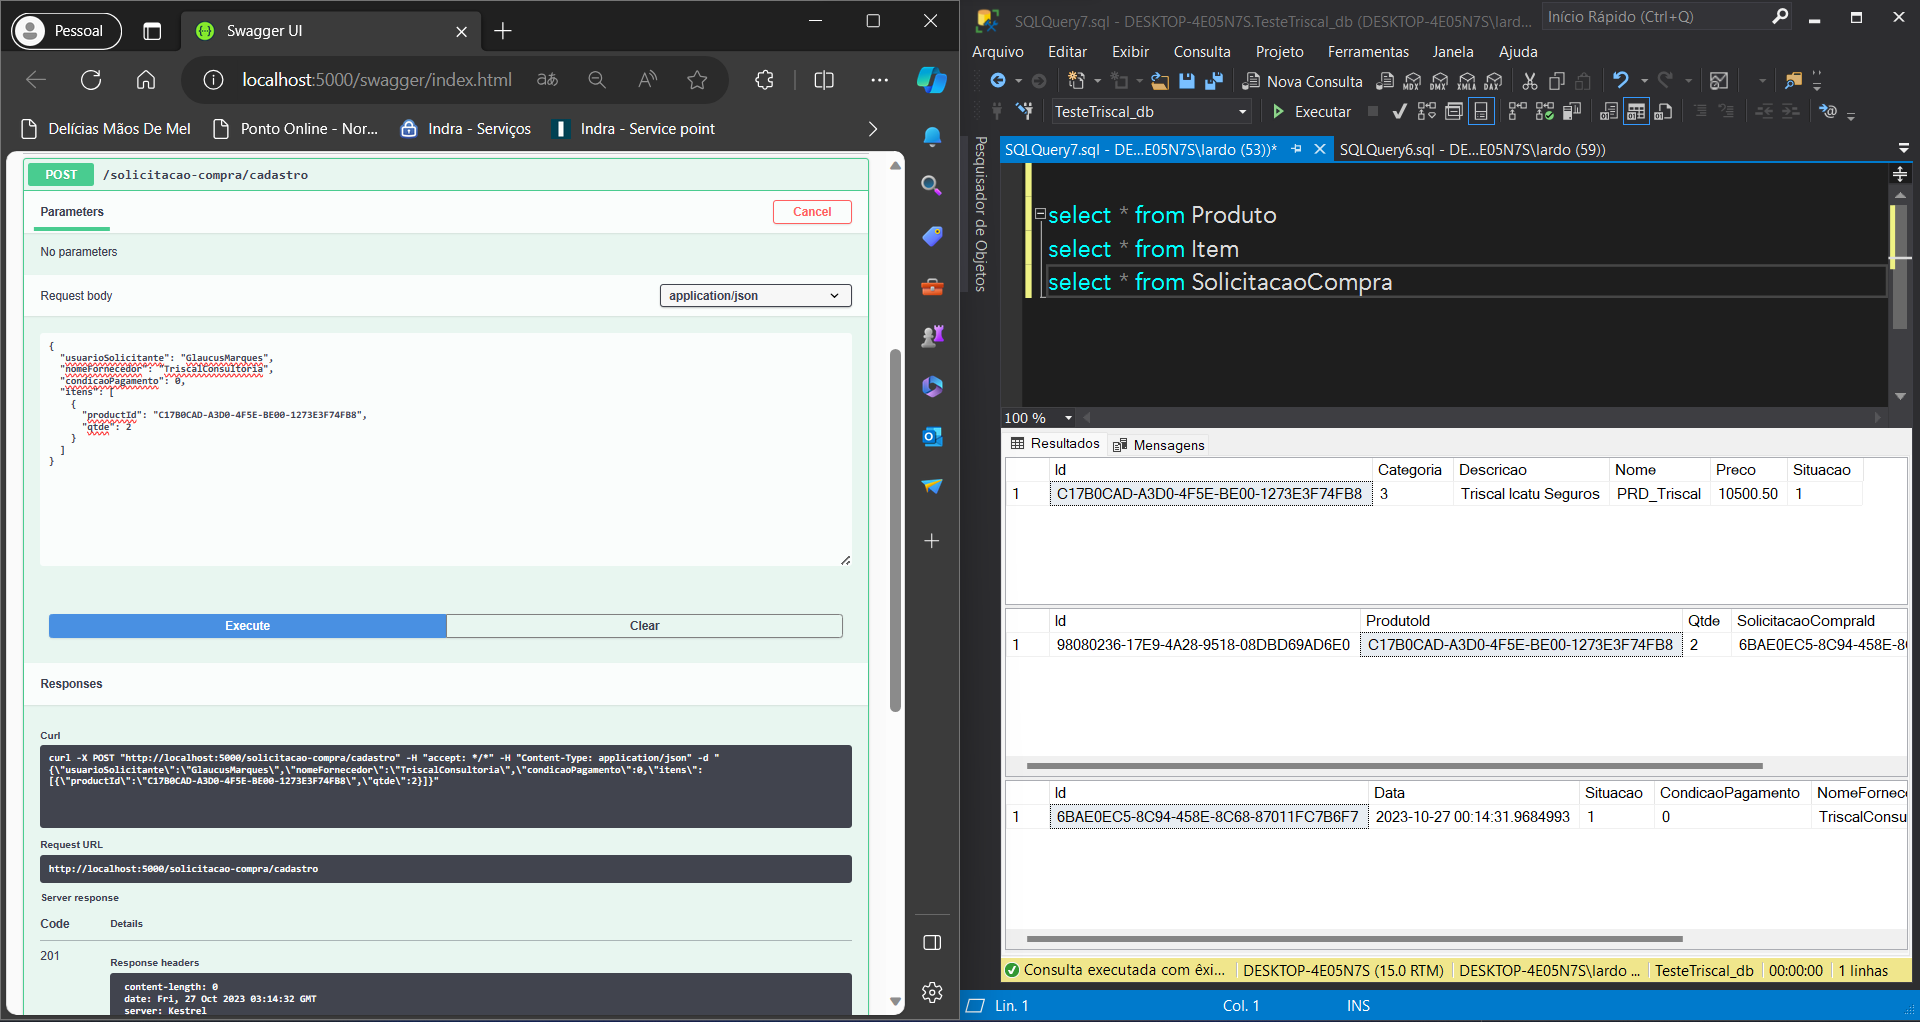 Pessoal
Swagger UI
localhost:5000/swagger/index.html
Delícias Mãos De Mel
Ponto Online - Nor...
Indra - Serviços
Indra - Service point
POST /solicitacao-compra/cadastro
Parameters
Cancel
No parameters
Request body
application/json
{
"usuarioSolicitante": "GlaucusMarques",
"nomeFornecedor": "TriscalConsultoria",
"condicaoPagamento": 0,
"itens": [
{
"productId": "C17B0CAD-A3D0-4F5E-BE00-1273E3F74FB8",
"qtde": 2
}
]
}
Execute
Clear
Responses
Curl
curl -X POST "http://localhost:5000/solicitacao-compra/cadastro" -H "accept: */*" -H "Content-Type: application/json" -d "
{\"usuarioSolicitante\":\"GlaucusMarques\",\"nomeFornecedor\":\"TriscalConsultoria\",\"condicaoPagamento\":0,\"itens\":
[{\"productId\":\"C17B0CAD-A3D0-4F5E-BE00-1273E3F74FB8\",\"qtde\":2}]}"
Request URL
http://localhost:5000/solicitacao-compra/cadastro
Server response
Code Details
201
Response headers
content-length: 0
date: Fri, 27 Oct 2023 03:14:32 GMT
server: Kestrel
SQLQuery7.sql - DESKTOP-4E05N7S.TesteTriscal_db (DESKTOP-4E05N7S\lardo...
Início Rápido (Ctrl+Q)
Arquivo Editar Exibir Consulta Projeto Ferramentas Janela Ajuda
Nova Consulta
MDX DMX XMLA DAX
TesteTriscal_db
Executar
Pesquisador de Objetos
SQLQuery7.sql - DE...E05N7S\lardo (53))*
SQLQuery6.sql - DE...E05N7S\lardo (59))
select * from Produto
select * from Item
select * from SolicitacaoCompra
100 %
Resultados Mensagens
Id Categoria Descricao Nome Preco Situacao
1 C17B0CAD-A3D0-4F5E-BE00-1273E3F74FB8 3 Triscal Icatu Seguros PRD_Triscal 10500.50 1
Id ProdutoId Qtde SolicitacaoCompraId
1 98080236-17E9-4A28-9518-08DBD69AD6E0 C17B0CAD-A3D0-4F5E-BE00-1273E3F74FB8 2 6BAE0EC5-8C94-458E-8
Id Data Situacao CondicaoPagamento NomeFornec
1 6BAE0EC5-8C94-458E-8C68-87011FC7B6F7 2023-10-27 00:14:31.9684993 1 0 TriscalConsu
Consulta executada com êxi... DESKTOP-4E05N7S (15.0 RTM) DESKTOP-4E05N7S\lardo ... TesteTriscal_db 00:00:00 1 linhas
Lin. 1 Col. 1 INS